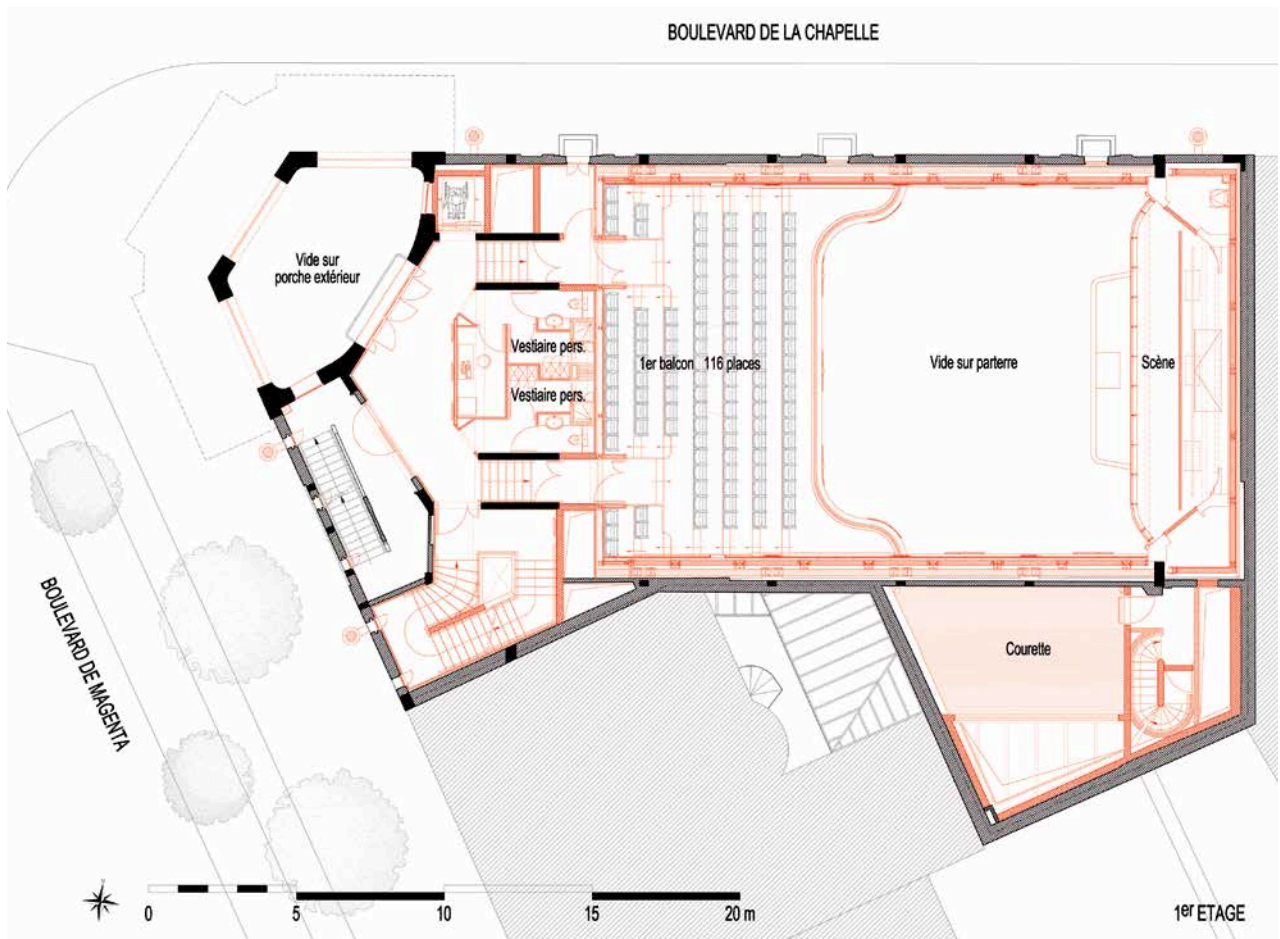 BOULEVARD DE LA CHAPELLE
Vide sur
porche extérieur
Vestiaire pers.
Vestiaire pers.
1er balcon 116 places
Vide sur parterre
Scène
Courette
BOULEVARD DE MAGENTA
0 5 10 15 20 m
1er ETAGE